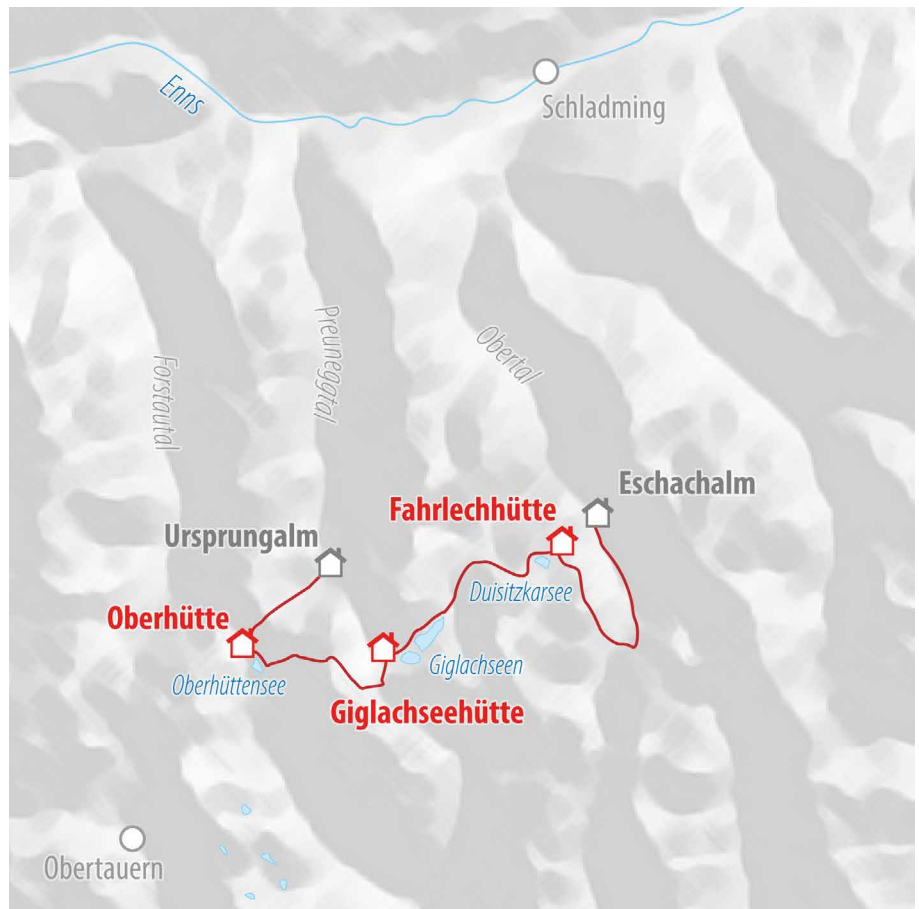 Enns
Schladming
Forstautal
Preuneggtal
Obertal
Eschachalm
Fahrlechhütte
Ursprungalm
Duisitzkarsee
Oberhütte
Giglachseen
Oberhüttensee
Giglachseehütte
Obertauern